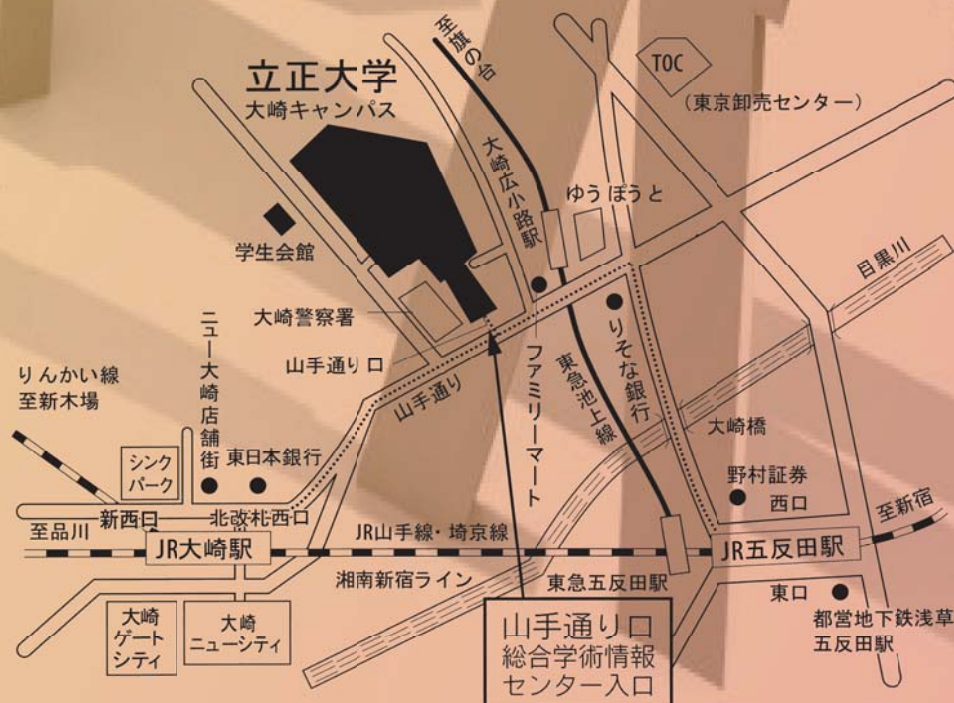 至旗の台
TOC
(東京卸売センター)
立正大学
大崎キャンパス
大崎広小路駅
ゆうぽうと
目黒川
学生会館
大崎警察署
山手通り口
山手通り
ファミリーマート
東急池上線
りそな銀行
大崎橋
りんかい線
至新木場
ニュー大崎店舗街
シンク
パーク
東日本銀行
野村証券
西口
至新宿
至品川
新西口
北改札西口
JR大崎駅
JR山手線・埼京線
湘南新宿ライン
東急五反田駅
JR五反田駅
東口
都営地下鉄浅草
五反田駅
大崎
ゲート
シティ
大崎
ニューシティ
山手通り口
総合学術情報
センター入口